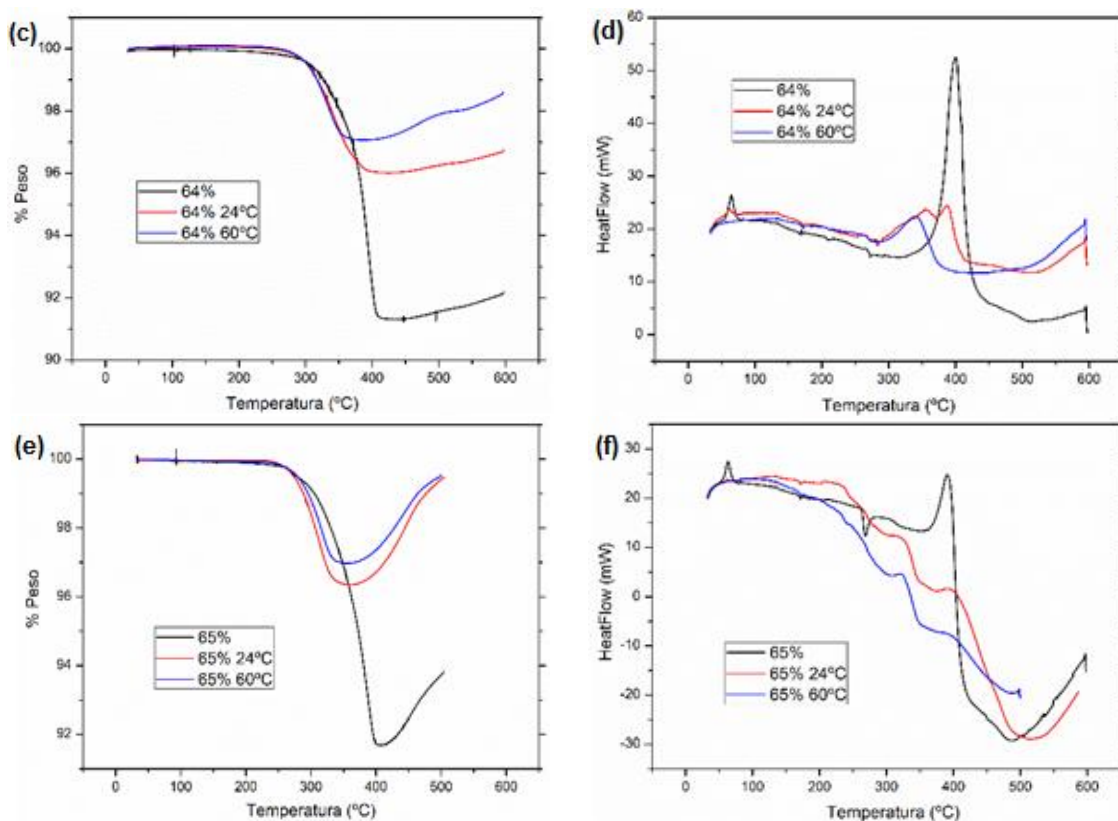 (c)
100
98
96
94
92
90
% Peso
64%
64% 24ºC
64% 60ºC
0 100 200 300 400 500 600
Temperatura (ºC)
(d)
60
50
40
30
20
10
0
HeatFlow (mW)
64%
64% 24ºC
64% 60ºC
0 100 200 300 400 500 600
Temperatura (ºC)
(e)
100
98
96
94
92
% Peso
65%
65% 24ºC
65% 60ºC
0 100 200 300 400 500 600
Temperatura (ºC)
(f)
30
20
10
0
-10
-20
-30
HeatFlow (mW)
65%
65% 24ºC
65% 60ºC
0 100 200 300 400 500 600
Temperatura (ºC)